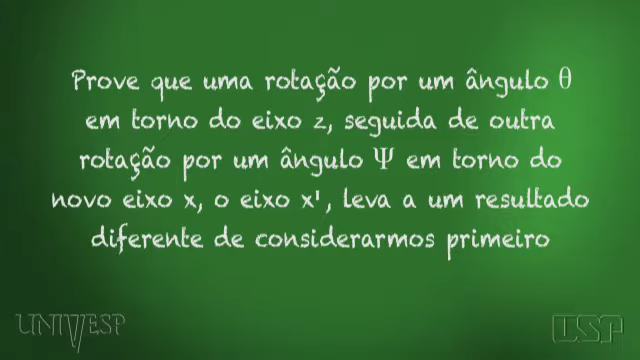 Prove que uma rotação por um ângulo θ
em torno do eixo z, seguida de outra
rotação por um ângulo Ψ em torno do
novo eixo x, o eixo x', leva a um resultado
diferente de considerarmos primeiro
UNIVESP
USP